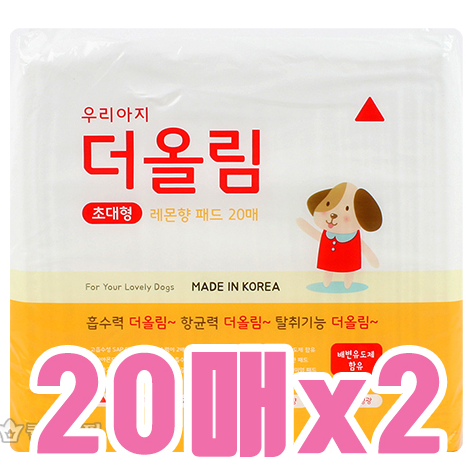 우리아지
더올림
초대형 레몬향 패드 20매
For Your Lovely Dogs MADE IN KOREA
흡수력 더올림~ 항균력 더올림~ 탈취기능 더올림~
배변유도제
함유
20매x2